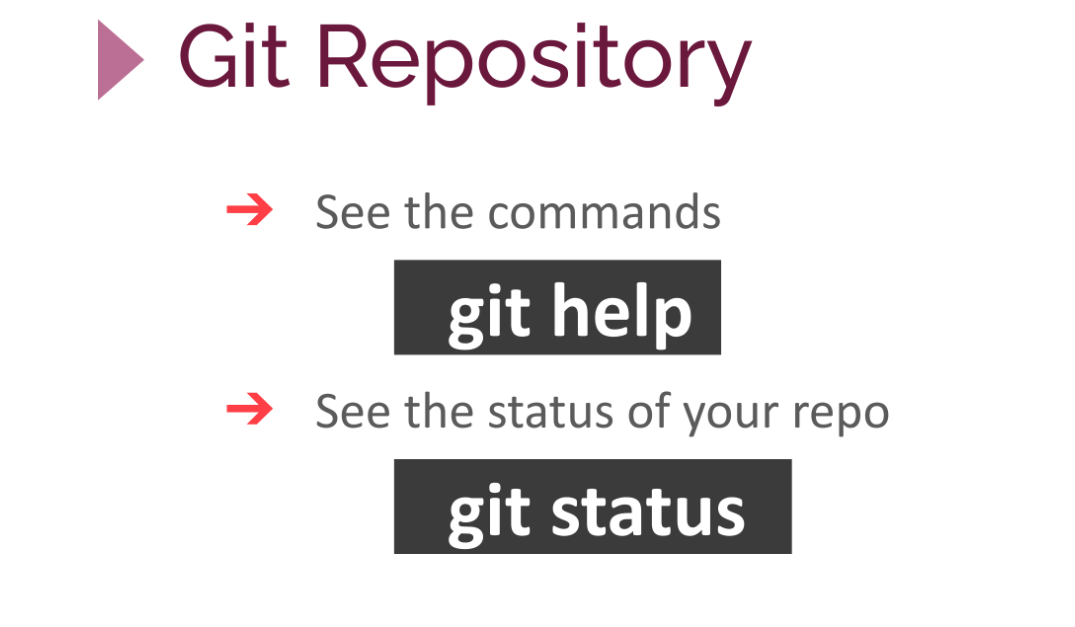 Git Repository
See the commands
git help
See the status of your repo
git status